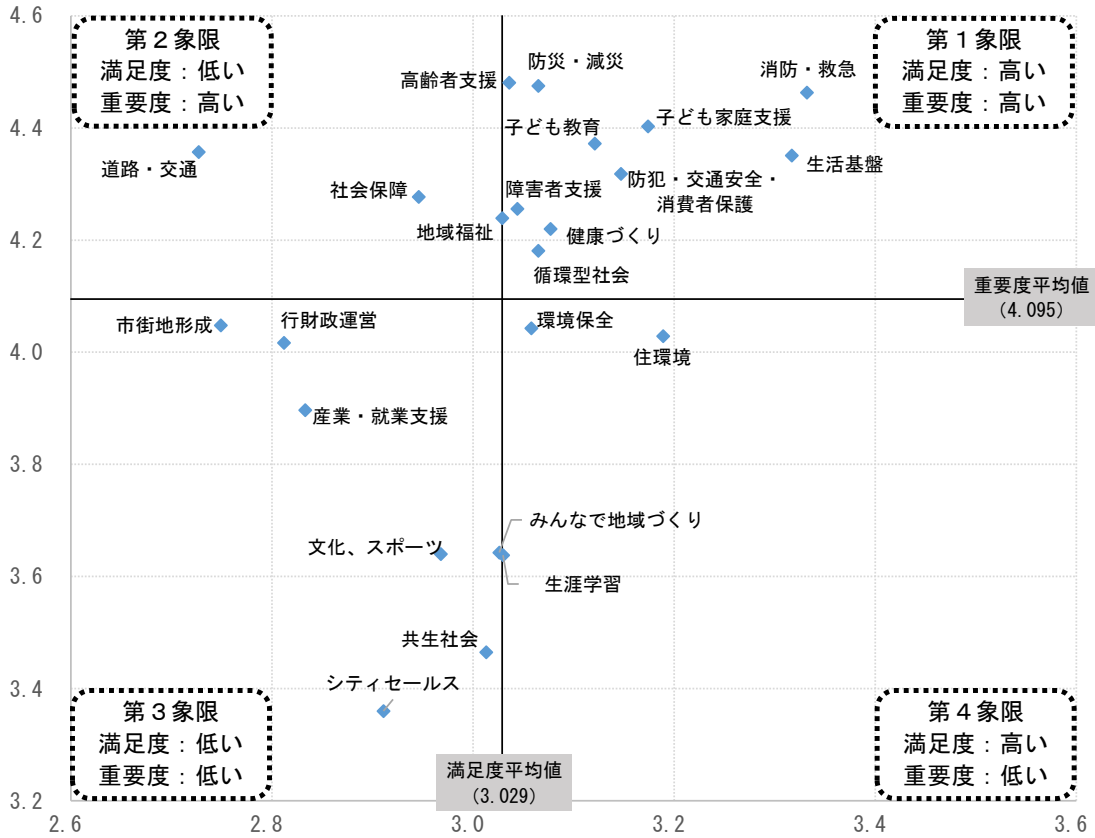 4.6
第２象限
満足度：低い
重要度：高い
第１象限
満足度：高い
重要度：高い
防災・減災
高齢者支援
消防・救急
4.4
子ども教育
子ども家庭支援
道路・交通
生活基盤
社会保障
障害者支援
防犯・交通安全・
消費者保護
地域福祉
健康づくり
4.2
循環型社会
重要度平均値
（4.095）
市街地形成
行財政運営
環境保全
4.0
住環境
産業・就業支援
3.8
みんなで地域づくり
文化、スポーツ
3.6
生涯学習
共生社会
3.4
シティセールス
第３象限
満足度：低い
重要度：低い
第４象限
満足度：高い
重要度：低い
満足度平均値
（3.029）
3.2
2.6
2.8
3.0
3.2
3.4
3.6